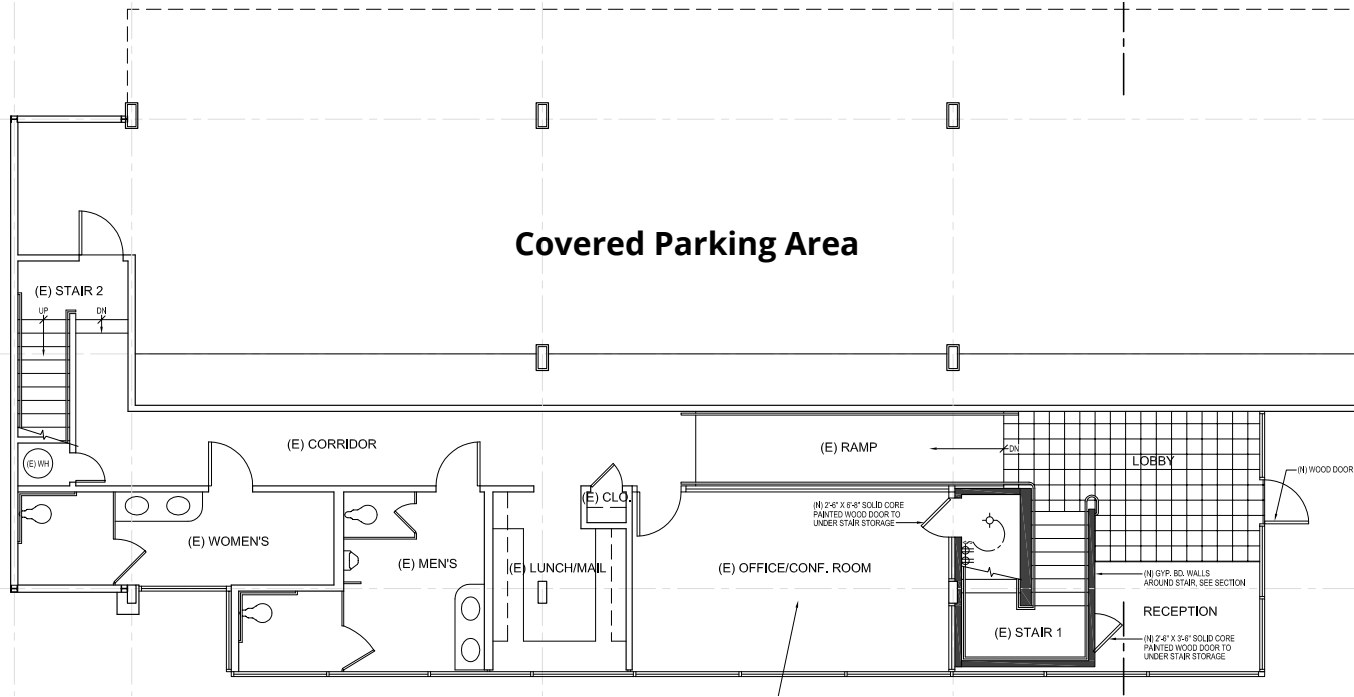 Covered Parking Area
(E) STAIR 2
UP
DN
(E) CORRIDOR
(E) RAMP
DN
LOBBY
(E) WH
(N) WOOD DOOR
(E) CLO.
(N) 2'-6" X 6'-8" SOLID CORE
PAINTED WOOD DOOR TO
UNDER STAIR STORAGE
(E) WOMEN'S
(E) MEN'S
(E) LUNCH/MAIL
(E) OFFICE/CONF. ROOM
(N) GYP. BD. WALLS
AROUND STAIR, SEE SECTION
RECEPTION
(E) STAIR 1
(N) 2'-6" X 3'-6" SOLID CORE
PAINTED WOOD DOOR TO
UNDER STAIR STORAGE